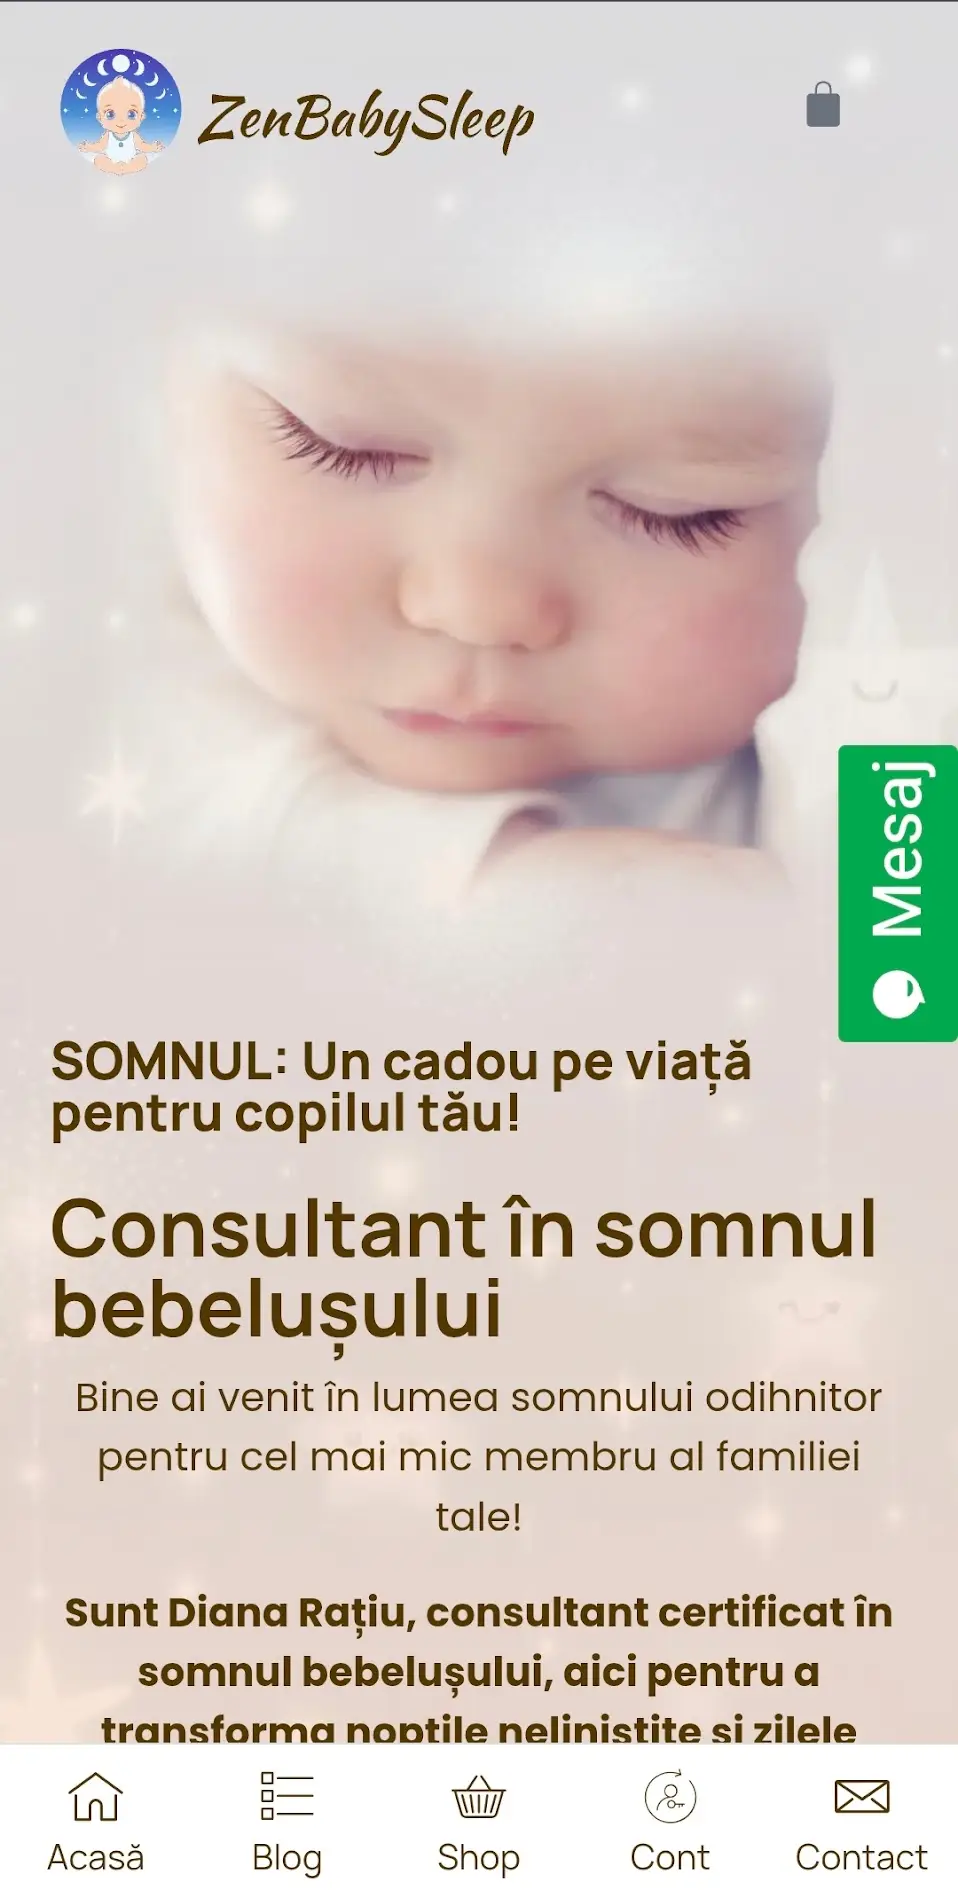 ZenBabySleep
Mesaj
SOMNUL: Un cadou pe viață
pentru copilul tău!
Consultant în somnul
bebelușului
Bine ai venit în lumea somnului odihnitor
pentru cel mai mic membru al familiei
tale!
Sunt Diana Rațiu, consultant certificat în
somnul bebelușului, aici pentru a
transforma nopțile neliniștite și zilele
Acasă
Blog
Shop
Cont
Contact